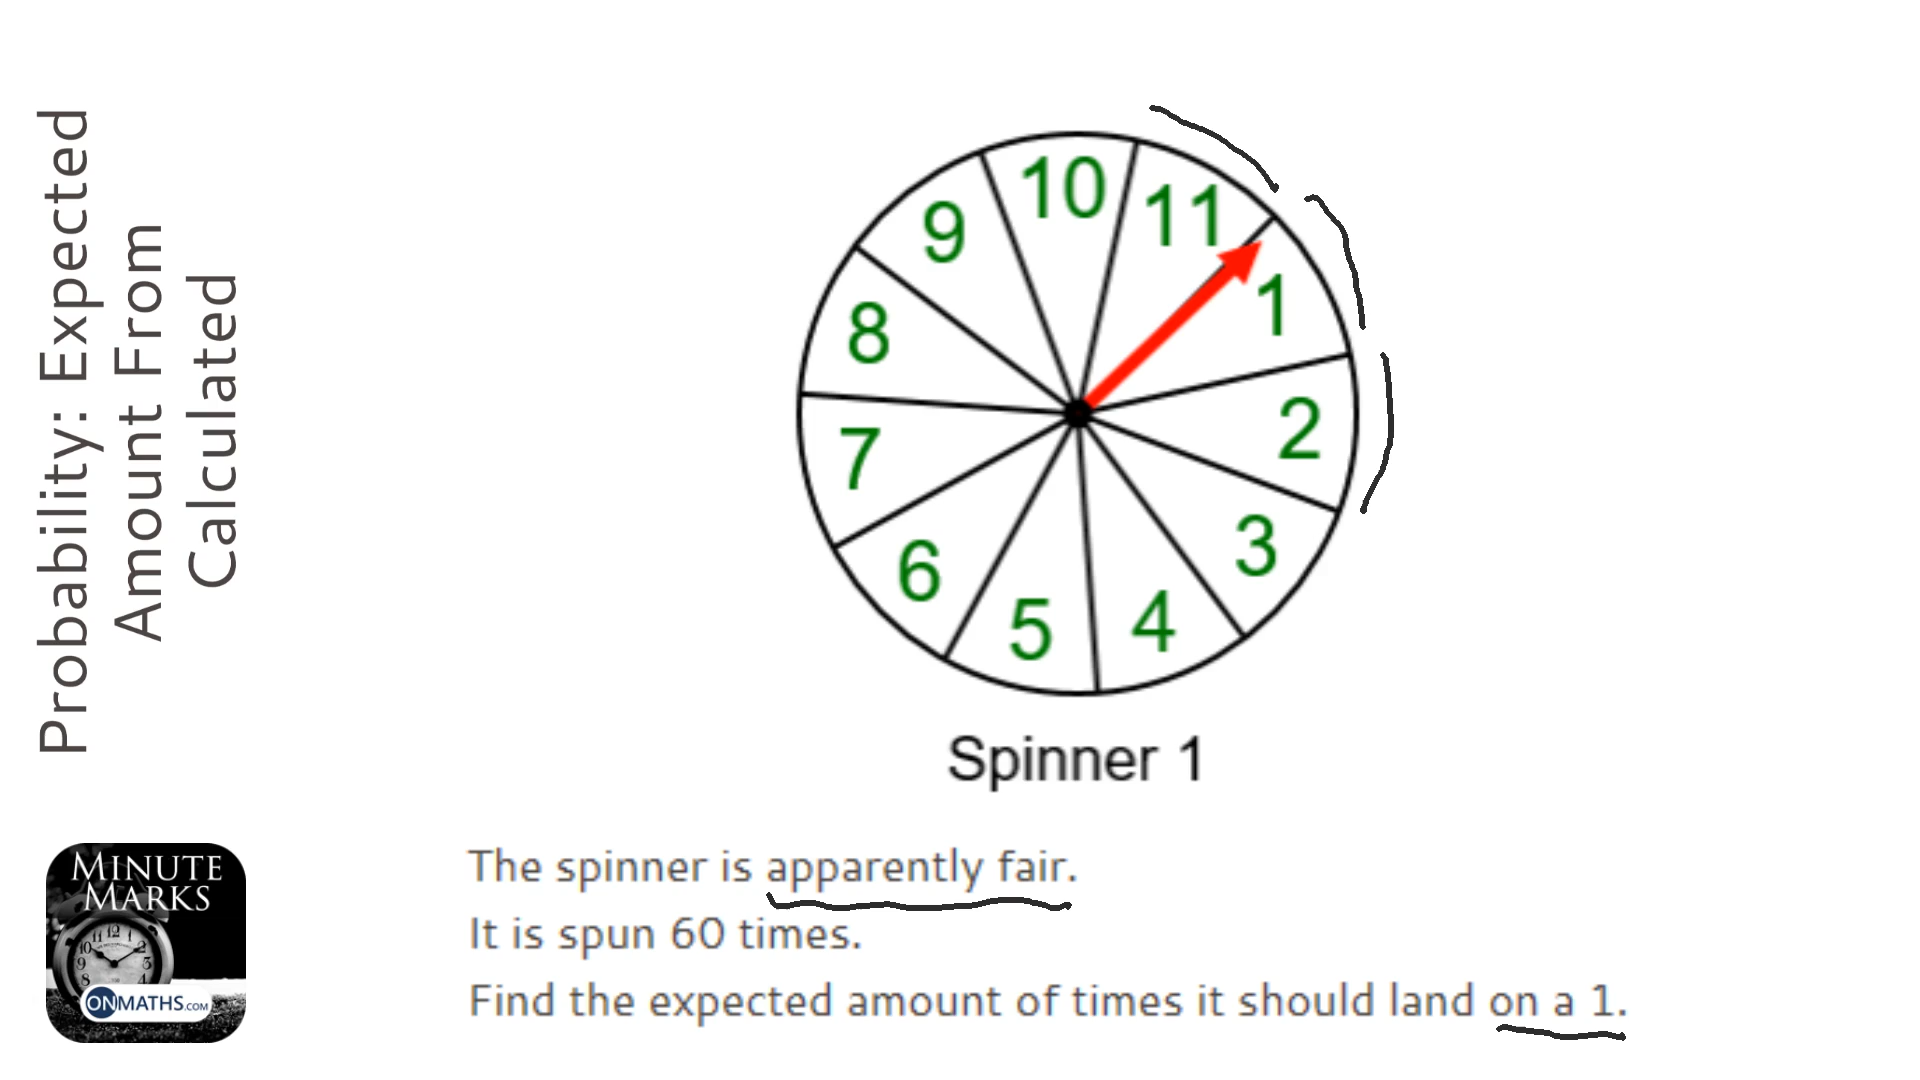 Probability: Expected
Amount From
Calculated
10
11
9
1
8
2
7
3
6
5
4
Spinner 1
MINUTE
MARKS
ONMATHS.COM
The spinner is apparently fair.
It is spun 60 times.
Find the expected amount of times it should land on a 1.